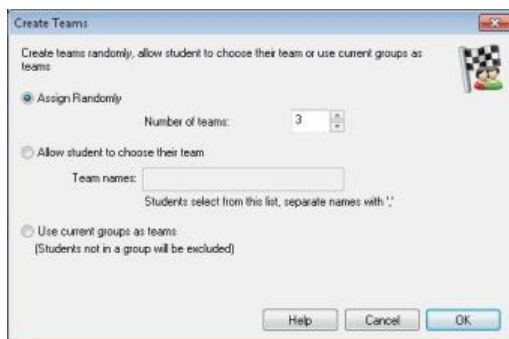 Create Teams
Create teams randomly, allow student to choose their team or use current groups as
teams
Assign Randomly
Number of teams: 3
Allow student to choose their team
Team names:
Students select from this list, separate names with ','
Use current groups as teams
(Students not in a group will be excluded)
Help Cancel OK